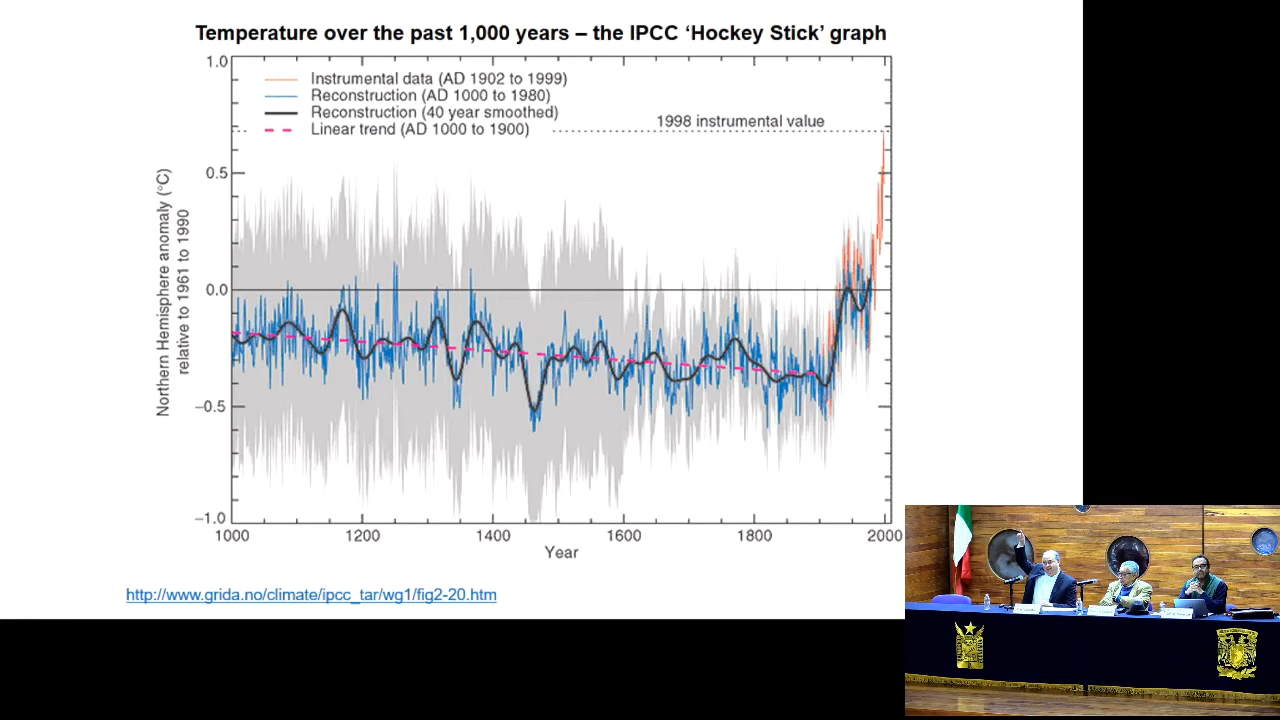 Temperature over the past 1,000 years – the IPCC ‘Hockey Stick’ graph
1.0
Instrumental data (AD 1902 to 1999)
Reconstruction (AD 1000 to 1980)
Reconstruction (40 year smoothed)
Linear trend (AD 1000 to 1900)
1998 instrumental value
0.5
0.0
−0.5
−1.0
Northern Hemisphere anomaly (°C)
relative to 1961 to 1990
1000
1200
1400
1600
1800
2000
Year
http://www.grida.no/climate/ipcc_tar/wg1/fig2-20.htm